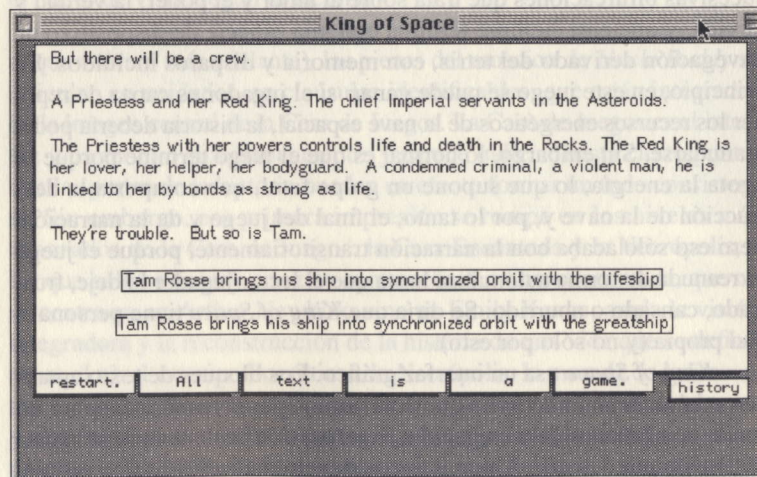 King of Space
But there will be a crew.
A Priestess and her Red King. The chief Imperial servants in the Asteroids.
The Priestess with her powers controls life and death in the Rocks. The Red King is
her lover, her helper, her bodyguard. A condemned criminal, a violent man, he is
linked to her by bonds as strong as life.
They're trouble. But so is Tam.
Tam Rosse brings his ship into synchronized orbit with the lifeship
Tam Rosse brings his ship into synchronized orbit with the greatship
restart. All text is a game. history